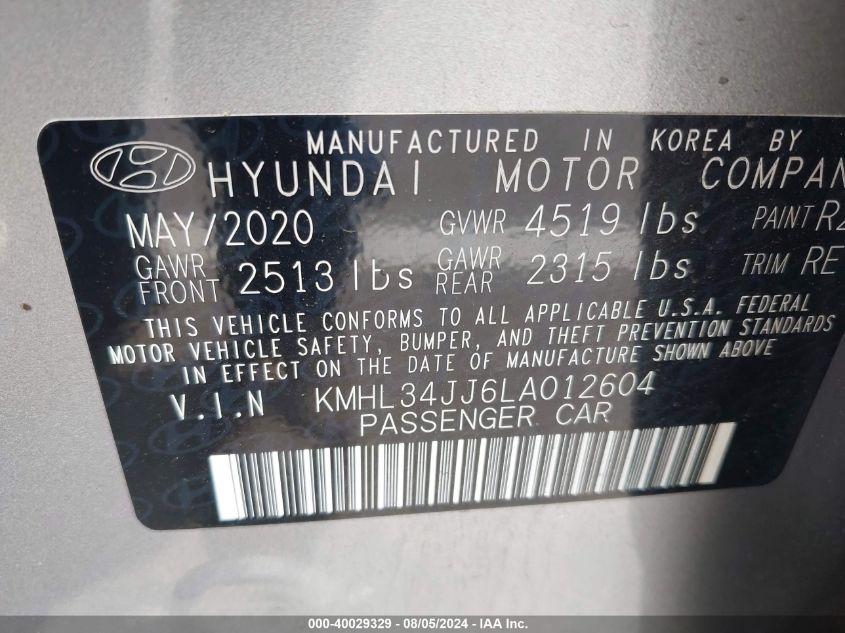 MANUFACTURED IN KOREA BY
HYUNDAI MOTOR COMPAN
MAY/2020 GVWR 4519 lbs PAINT R2
GAWR FRONT 2513 lbs GAWR REAR 2315 lbs TRIM RE
THIS VEHICLE CONFORMS TO ALL APPLICABLE U.S.A. FEDERAL
MOTOR VEHICLE SAFETY, BUMPER, AND THEFT PREVENTION STANDARDS
IN EFFECT ON THE DATE OF MANUFACTURE SHOWN ABOVE
V.I.N KMHL34JJ6LA012604
PASSENGER CAR
000-40029329 - 08/05/2024 - IAA Inc.